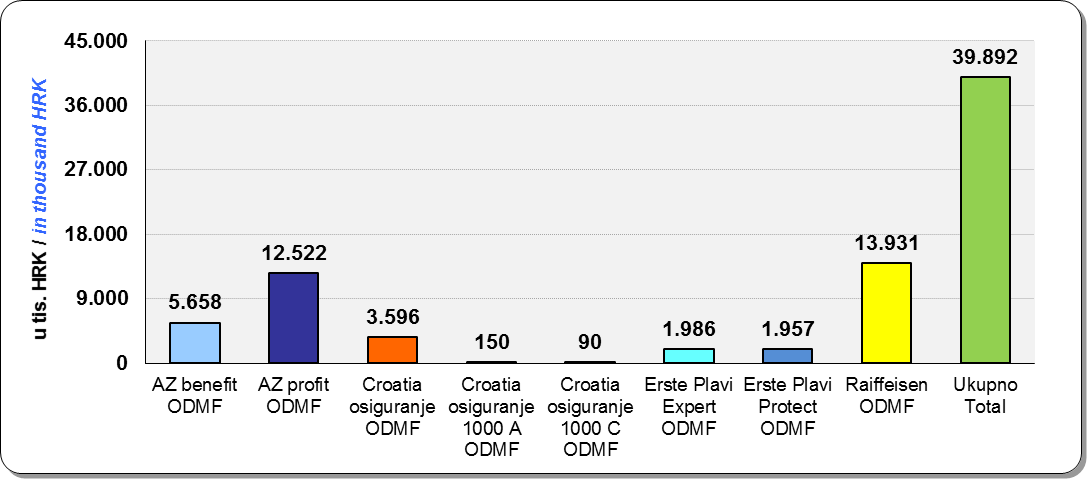 u tis. HRK / in thousand HRK
45.000
36.000
27.000
18.000
9.000
0
5.658
12.522
3.596
150
90
1.986
1.957
13.931
39.892
AZ benefit
ODMF
AZ profit
ODMF
Croatia
osiguranje
ODMF
Croatia
osiguranje
1000 A
ODMF
Croatia
osiguranje
1000 C
ODMF
Erste Plavi
Expert
ODMF
Erste Plavi
Protect
ODMF
Raiffeisen
ODMF
Ukupno
Total